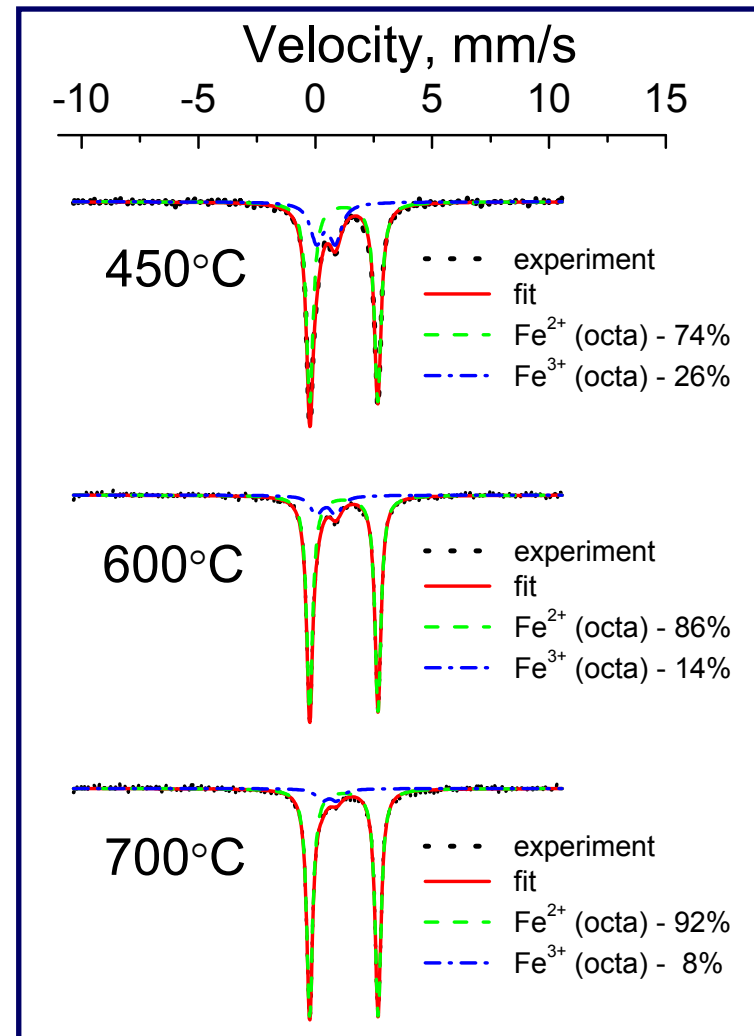 Velocity, mm/s
-10 -5 0 5 10 15
450°C
experiment
fit
Fe²⁺ (octa) - 74%
Fe³⁺ (octa) - 26%
600°C
experiment
fit
Fe²⁺ (octa) - 86%
Fe³⁺ (octa) - 14%
700°C
experiment
fit
Fe²⁺ (octa) - 92%
Fe³⁺ (octa) - 8%